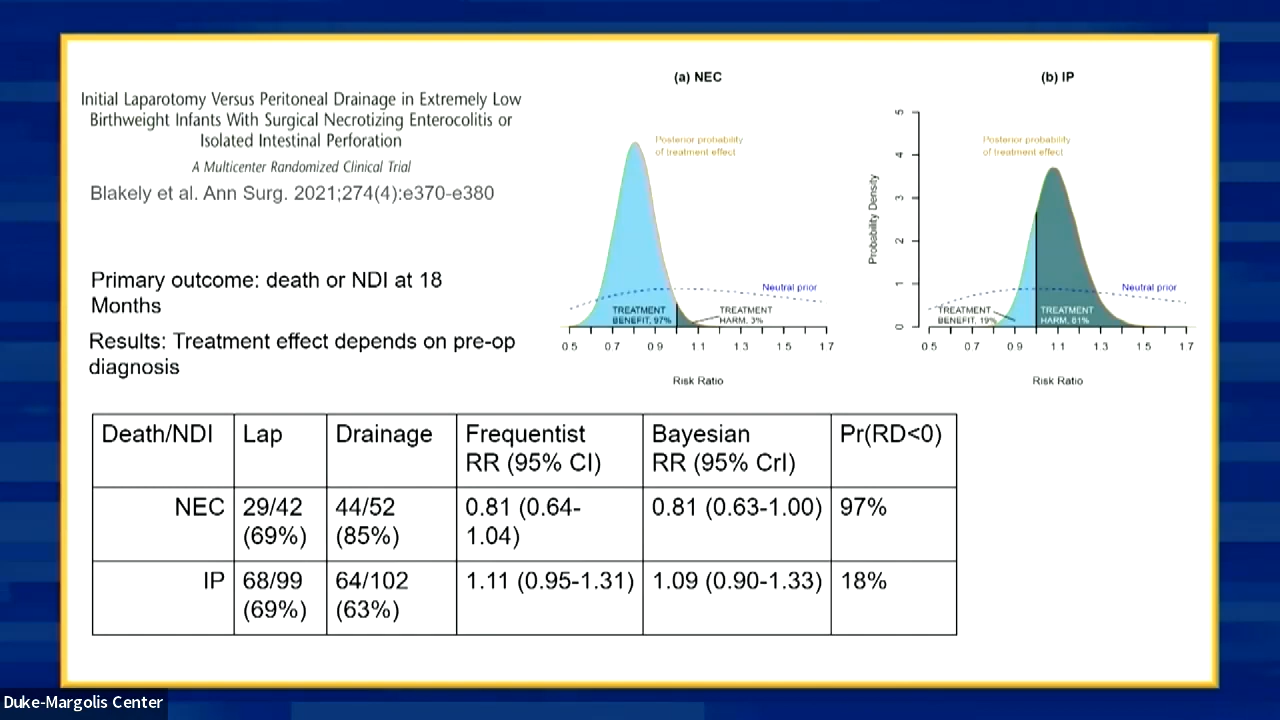 Initial Laparotomy Versus Peritoneal Drainage in Extremely Low
Birthweight Infants With Surgical Necrotizing Enterocolitis or
Isolated Intestinal Perforation
A Multicenter Randomized Clinical Trial
Blakely et al. Ann Surg. 2021;274(4):e370-e380
Primary outcome: death or NDI at 18
Months
Results: Treatment effect depends on pre-op
diagnosis
(a) NEC
Posterior probability
of treatment effect
Neutral prior
TREATMENT
BENEFIT, 97%
TREATMENT
HARM, 3%
0.5 0.7 0.9 1.1 1.3 1.5 1.7
Risk Ratio
(b) IP
Probability Density
5
4
3
2
1
0
Posterior probability
of treatment effect
Neutral prior
TREATMENT
BENEFIT, 19%
TREATMENT
HARM, 81%
0.5 0.7 0.9 1.1 1.3 1.5 1.7
Risk Ratio
Death/NDI Lap Drainage Frequentist RR (95% CI) Bayesian RR (95% CrI) Pr(RD<0)
NEC 29/42 (69%) 44/52 (85%) 0.81 (0.64-1.04) 0.81 (0.63-1.00) 97%
IP 68/99 (69%) 64/102 (63%) 1.11 (0.95-1.31) 1.09 (0.90-1.33) 18%
Duke-Margolis Center